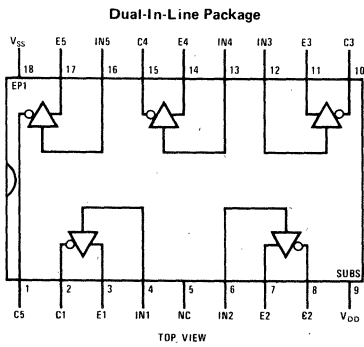 Dual-In-Line Package
VSS E5 IN5 C4 E4 IN4 IN3 E3 C3
18 17 16 15 14 13 12 11 10
EP1
SUBS
1 2 3 4 5 6 7 8 9
C5 C1 E1 IN1 NC IN2 E2 C2 VDD
TOP VIEW